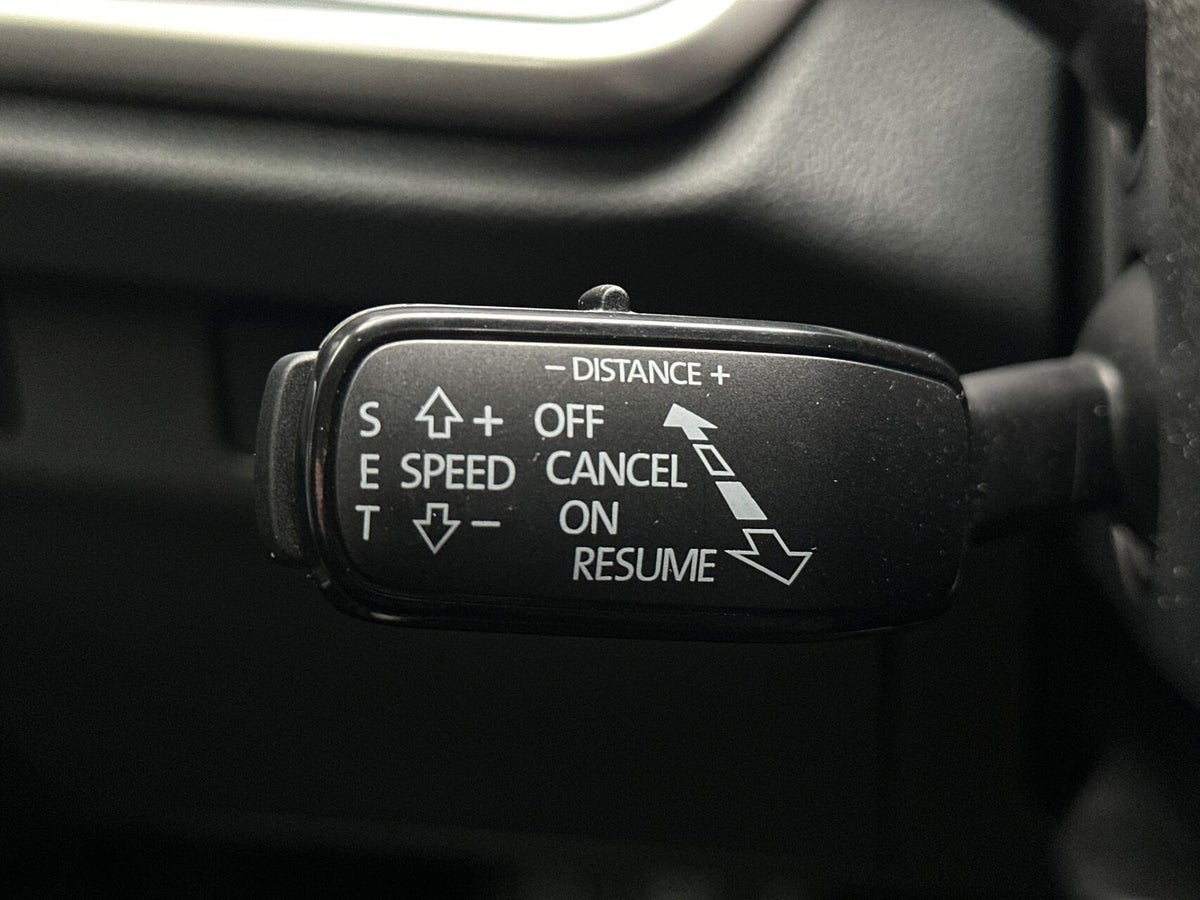 − DISTANCE +
S + OFF
E SPEED CANCEL
T − ON
RESUME